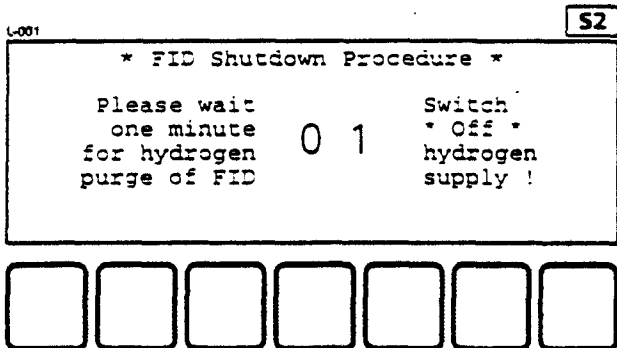 L-001
S2
* FID Shutdown Procedure *
Please wait
one minute
for hydrogen
purge of FID
0 1
Switch
* Off *
hydrogen
supply !